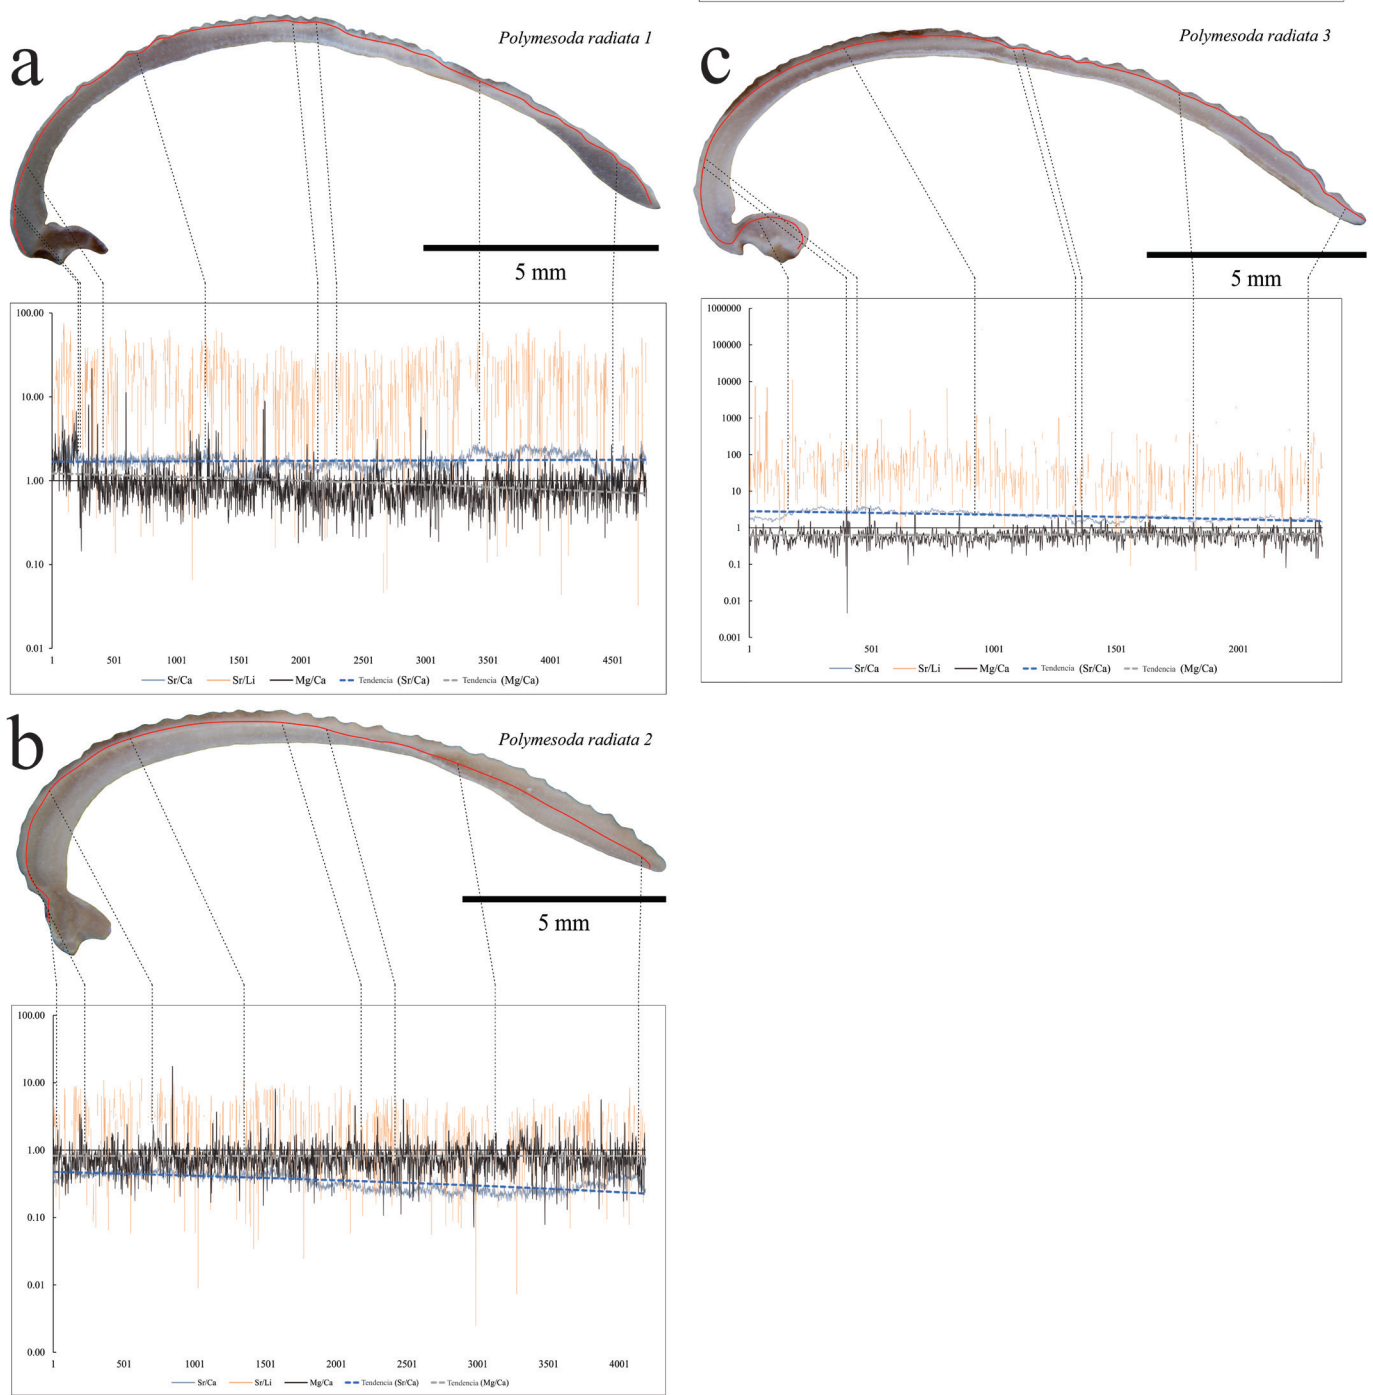 a
Polymesoda radiata 1
5 mm
100.00
10.00
1.00
0.10
0.01
1 501 1001 1501 2001 2501 3001 3501 4001 4501
Sr/Ca Sr/Li Mg/Ca Tendencia (Sr/Ca) Tendencia (Mg/Ca)
b
Polymesoda radiata 2
5 mm
100.00
10.00
1.00
0.10
0.01
0.00
1 501 1001 1501 2001 2501 3001 3501 4001
Sr/Ca Sr/Li Mg/Ca Tendencia (Sr/Ca) Tendencia (Mg/Ca)
c
Polymesoda radiata 3
5 mm
1000000
100000
10000
1000
100
10
1
0.1
0.01
0.001
1 501 1001 1501 2001
Sr/Ca Sr/Li Mg/Ca Tendencia (Sr/Ca) Tendencia (Mg/Ca)